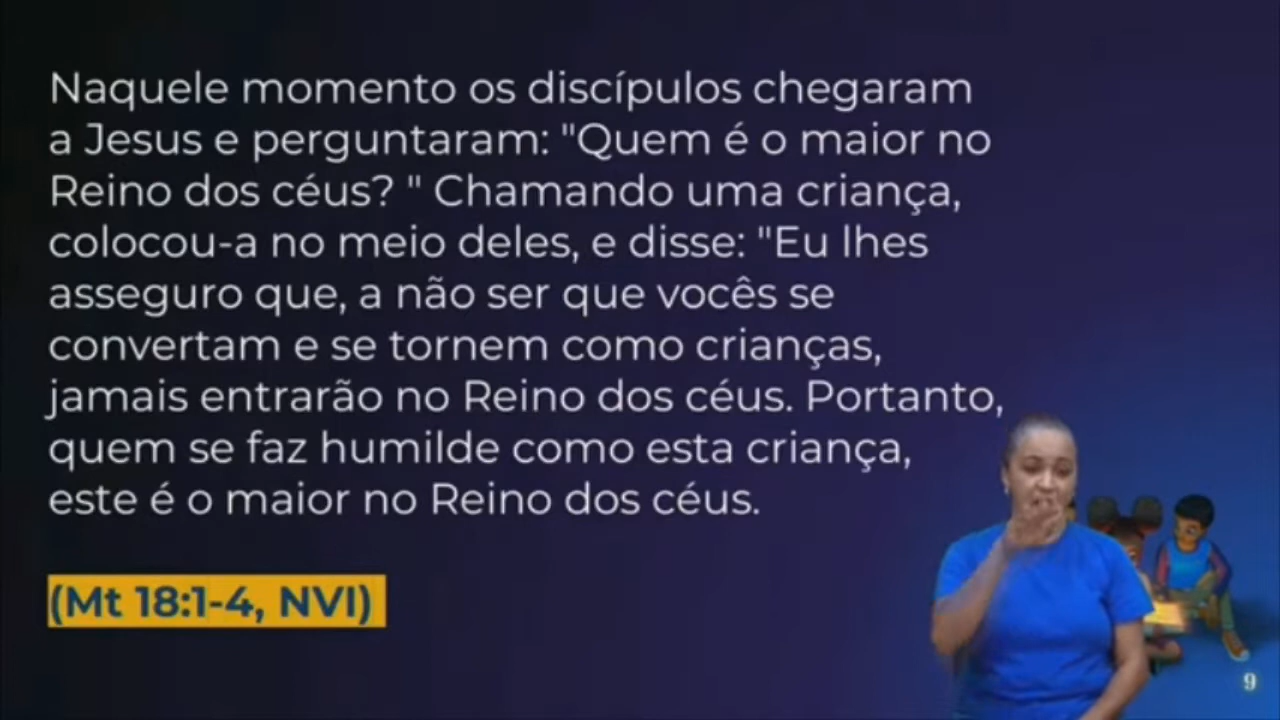 Naquele momento os discípulos chegaram
a Jesus e perguntaram: "Quem é o maior no
Reino dos céus? " Chamando uma criança,
colocou-a no meio deles, e disse: "Eu lhes
asseguro que, a não ser que vocês se
convertam e se tornem como crianças,
jamais entrarão no Reino dos céus. Portanto,
quem se faz humilde como esta criança,
este é o maior no Reino dos céus.
(Mt 18:1-4, NVI)
9